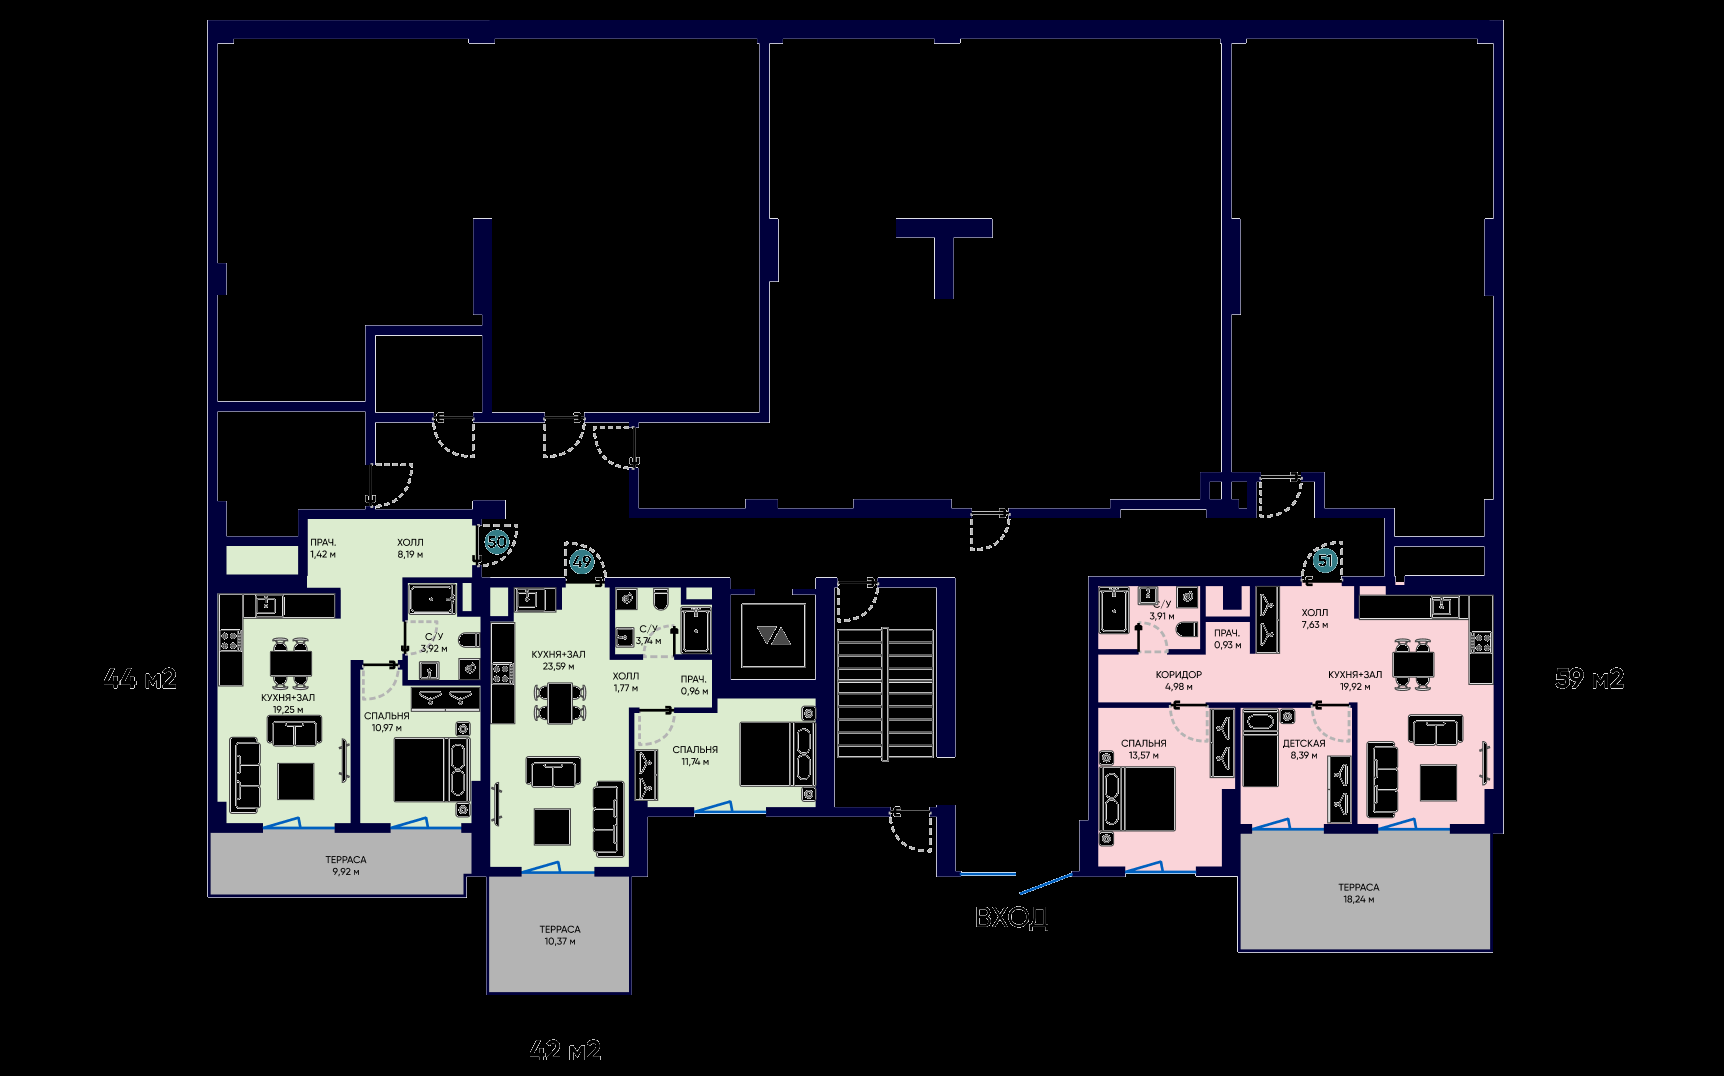 50
49
51
ПРАЧ.
1,42 м
ХОЛЛ
8,19 м
С/У
3,92 м
КУХНЯ+ЗАЛ
19,25 м
СПАЛЬНЯ
10,97 м
ТЕРРАСА
9,92 м
44 м2
КУХНЯ+ЗАЛ
23,59 м
С/У
3,74 м
ХОЛЛ
1,77 м
ПРАЧ.
0,96 м
СПАЛЬНЯ
11,74 м
ТЕРРАСА
10,37 м
42 м2
ВХОД
С/У
3,91 м
ПРАЧ.
0,93 м
ХОЛЛ
7,63 м
КОРИДОР
4,98 м
КУХНЯ+ЗАЛ
19,92 м
СПАЛЬНЯ
13,57 м
ДЕТСКАЯ
8,39 м
ТЕРРАСА
18,24 м
59 м2